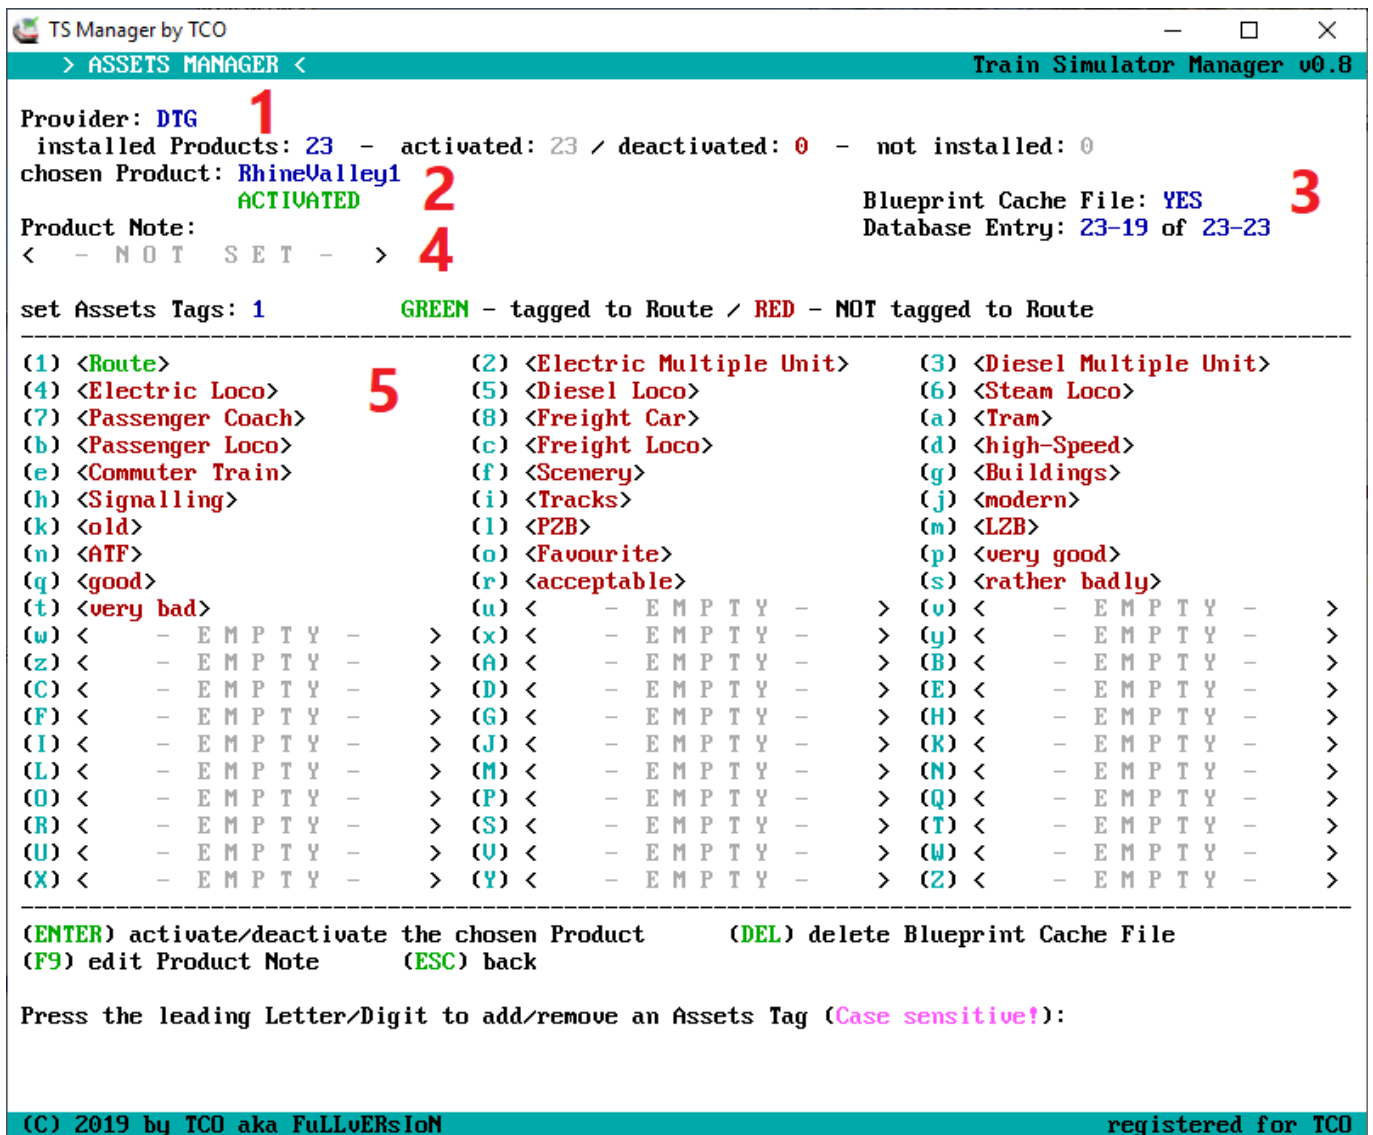 TS Manager by TCO
> ASSETS MANAGER < Train Simulator Manager v0.8
Provider: DTG 1
installed Products: 23 - activated: 23 / deactivated: 0 - not installed: 0
chosen Product: RhineValley1 2
ACTIVATED Blueprint Cache File: YES 3
Product Note: Database Entry: 23-19 of 23-23
< - N O T S E T - > 4
set Assets Tags: 1 GREEN - tagged to Route / RED - NOT tagged to Route
(1) <Route> (2) <Electric Multiple Unit> (3) <Diesel Multiple Unit>
(4) <Electric Loco> 5 (5) <Diesel Loco> (6) <Steam Loco>
(7) <Passenger Coach> (8) <Freight Car> (a) <Tram>
(b) <Passenger Loco> (c) <Freight Loco> (d) <high-Speed>
(e) <Commuter Train> (f) <Scenery> (g) <Buildings>
(h) <Signalling> (i) <Tracks> (j) <modern>
(k) <old> (l) <PZB> (m) <LZB>
(n) <ATF> (o) <Favourite> (p) <very good>
(q) <good> (r) <acceptable> (s) <rather badly>
(t) <very bad> (u) < - E M P T Y - > (v) < - E M P T Y - >
(w) < - E M P T Y - > (x) < - E M P T Y - > (y) < - E M P T Y - >
(z) < - E M P T Y - > (A) < - E M P T Y - > (B) < - E M P T Y - >
(C) < - E M P T Y - > (D) < - E M P T Y - > (E) < - E M P T Y - >
(F) < - E M P T Y - > (G) < - E M P T Y - > (H) < - E M P T Y - >
(I) < - E M P T Y - > (J) < - E M P T Y - > (K) < - E M P T Y - >
(L) < - E M P T Y - > (M) < - E M P T Y - > (N) < - E M P T Y - >
(O) < - E M P T Y - > (P) < - E M P T Y - > (Q) < - E M P T Y - >
(R) < - E M P T Y - > (S) < - E M P T Y - > (T) < - E M P T Y - >
(U) < - E M P T Y - > (V) < - E M P T Y - > (W) < - E M P T Y - >
(X) < - E M P T Y - > (Y) < - E M P T Y - > (Z) < - E M P T Y - >
(ENTER) activate/deactivate the chosen Product (DEL) delete Blueprint Cache File
(F9) edit Product Note (ESC) back
Press the leading Letter/Digit to add/remove an Assets Tag (Case sensitive!):
(C) 2019 by TCO aka FuLLvERsIoN registered for TCO